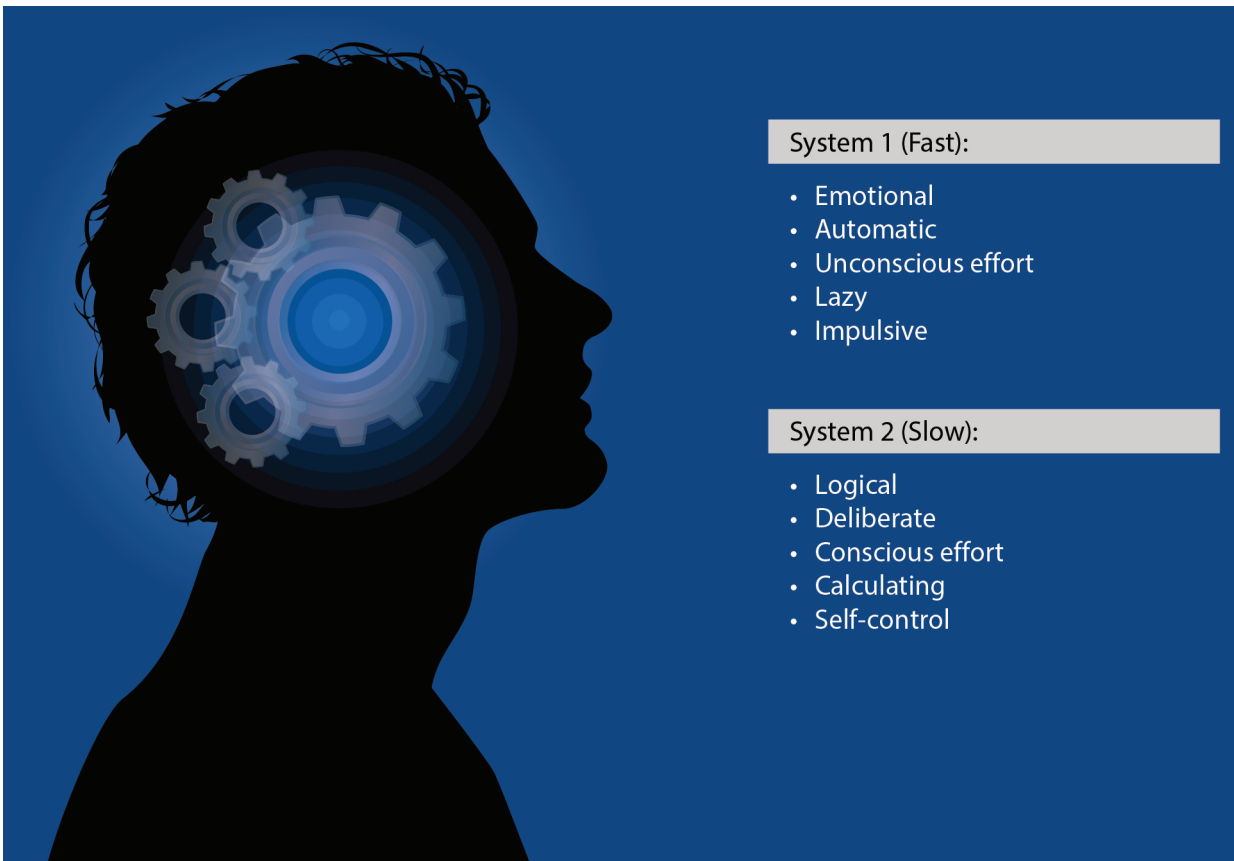 System 1 (Fast):
• Emotional
• Automatic
• Unconscious effort
• Lazy
• Impulsive
System 2 (Slow):
• Logical
• Deliberate
• Conscious effort
• Calculating
• Self-control